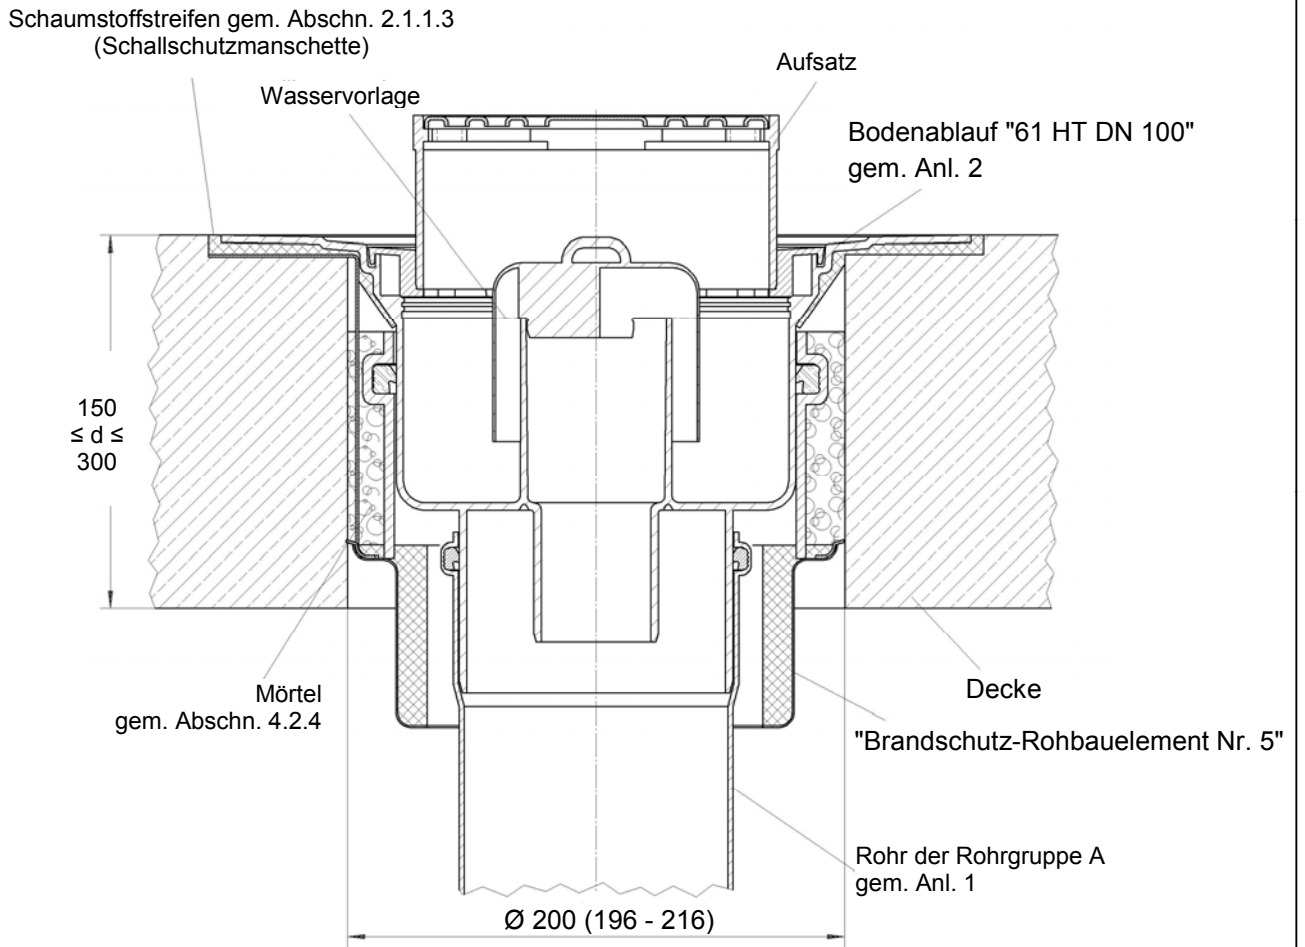 Schaumstoffstreifen gem. Abschn. 2.1.1.3
(Schallschutzmanschette)
Wasservorlage
Aufsatz
Bodenablauf "61 HT DN 100"
gem. Anl. 2
150
≤ d ≤
300
Mörtel
gem. Abschn. 4.2.4
Decke
"Brandschutz-Rohbauelement Nr. 5"
Rohr der Rohrgruppe A
gem. Anl. 1
Ø 200 (196 - 216)